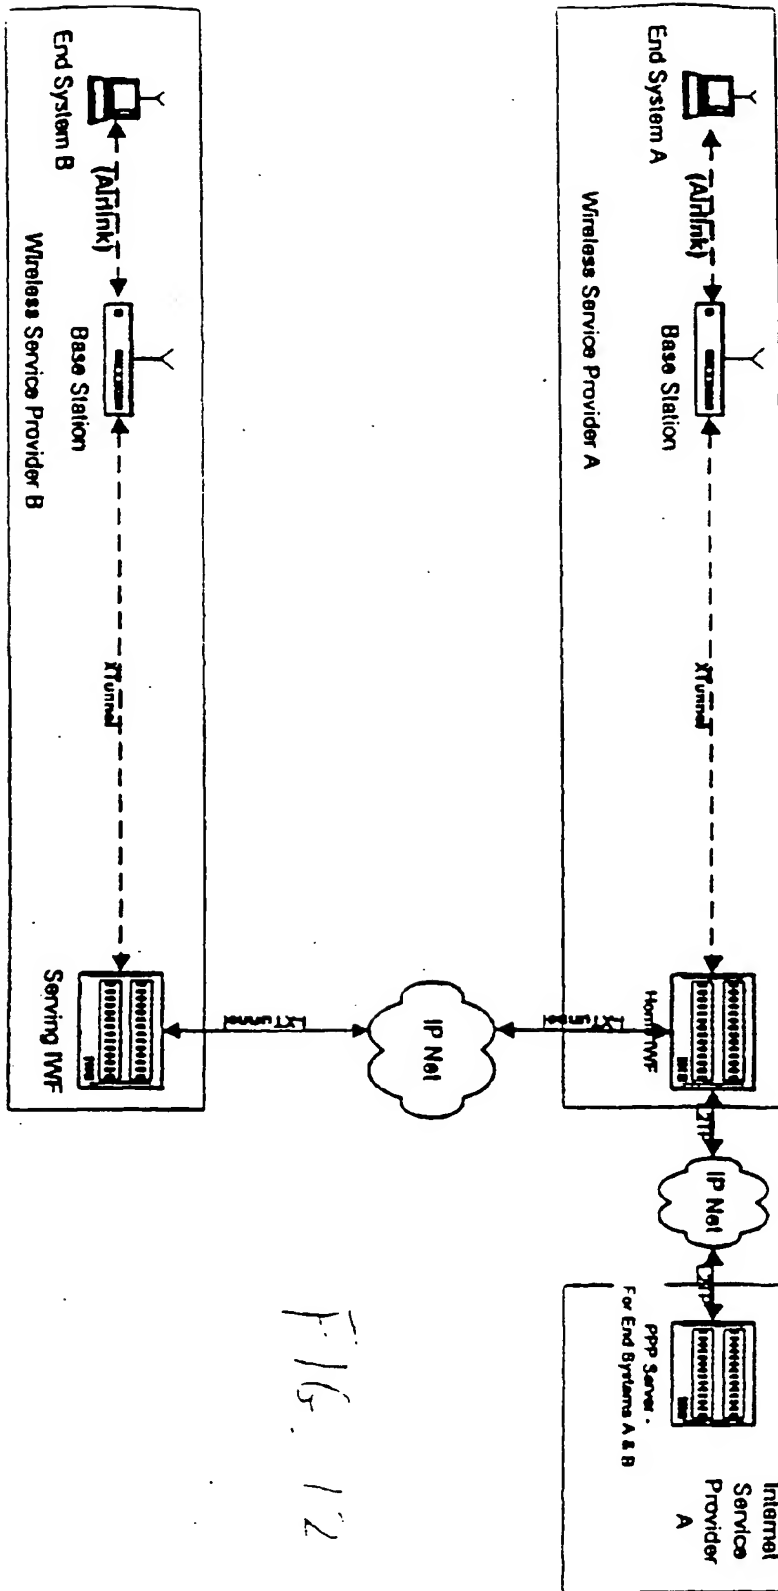 End System A
(Airlink)
Base Station
Wireless Service Provider A
XTunnel
Home IWF
L2TP
IP Net
L2TP
PPP Server -
For End Systems A & B
Internet
Service
Provider
A
XTunnel
IP Net
I-XTunnel
End System B
(Airlink)
Base Station
Wireless Service Provider B
XTunnel
Serving IWF
FIG. 12